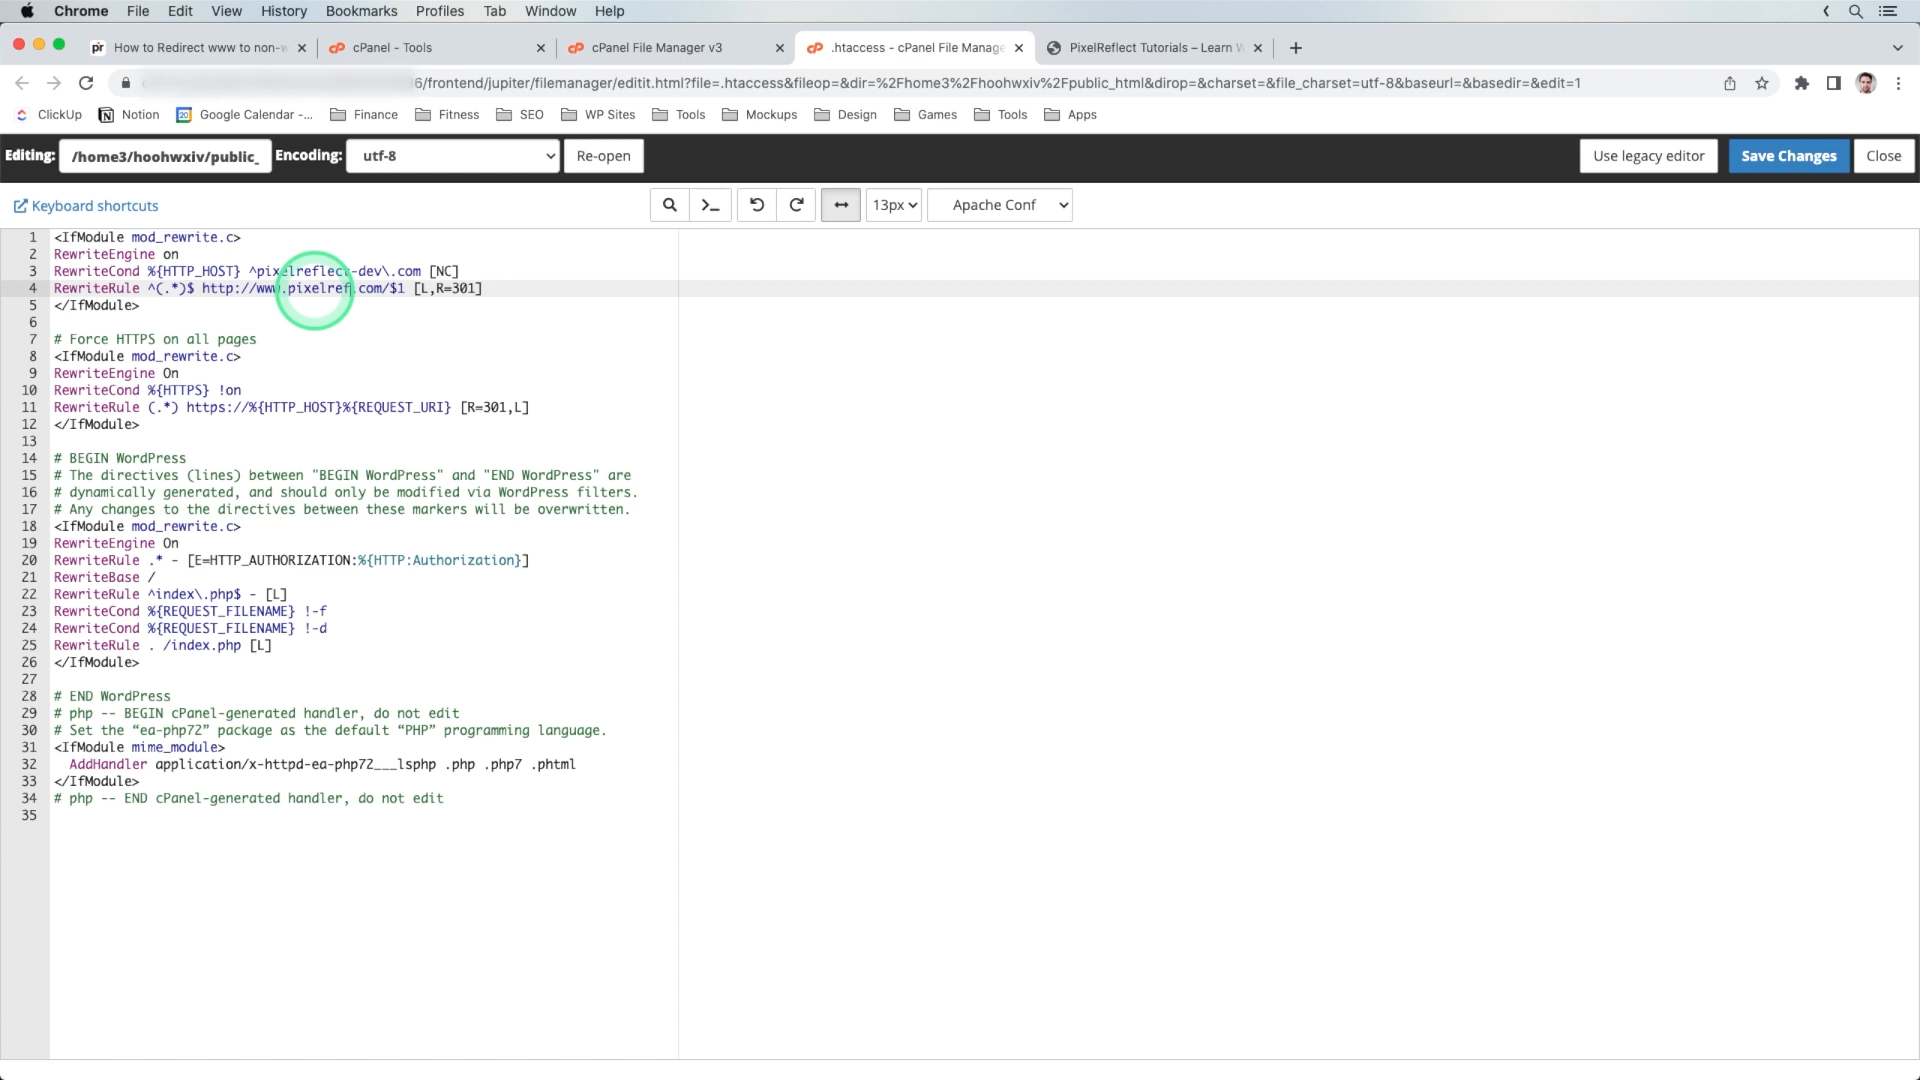 Chrome File Edit View History Bookmarks Profiles Tab Window Help
How to Redirect www to non-w
cPanel - Tools
cPanel File Manager v3
.htaccess - cPanel File Manage
PixelReflect Tutorials – Learn W
6/frontend/jupiter/filemanager/editit.html?file=.htaccess&fileop=&dir=%2Fhome3%2Fhoohwxiv%2Fpublic_html&dirop=&charset=&file_charset=utf-8&baseurl=&basedir=&edit=1
ClickUp Notion Google Calendar -... Finance Fitness SEO WP Sites Tools Mockups Design Games Tools Apps
Editing: /home3/hoohwxiv/public_ Encoding: utf-8 Re-open Use legacy editor Save Changes Close
Keyboard shortcuts 13px Apache Conf
1 <IfModule mod_rewrite.c>
2 RewriteEngine on
3 RewriteCond %{HTTP_HOST} ^pixelreflect-dev\.com [NC]
4 RewriteRule ^(.*)$ http://www.pixelref.com/$1 [L,R=301]
5 </IfModule>
6
7 # Force HTTPS on all pages
8 <IfModule mod_rewrite.c>
9 RewriteEngine On
10 RewriteCond %{HTTPS} !on
11 RewriteRule (.*) https://%{HTTP_HOST}%{REQUEST_URI} [R=301,L]
12 </IfModule>
13
14 # BEGIN WordPress
15 # The directives (lines) between "BEGIN WordPress" and "END WordPress" are
16 # dynamically generated, and should only be modified via WordPress filters.
17 # Any changes to the directives between these markers will be overwritten.
18 <IfModule mod_rewrite.c>
19 RewriteEngine On
20 RewriteRule .* - [E=HTTP_AUTHORIZATION:%{HTTP:Authorization}]
21 RewriteBase /
22 RewriteRule ^index\.php$ - [L]
23 RewriteCond %{REQUEST_FILENAME} !-f
24 RewriteCond %{REQUEST_FILENAME} !-d
25 RewriteRule . /index.php [L]
26 </IfModule>
27
28 # END WordPress
29 # php -- BEGIN cPanel-generated handler, do not edit
30 # Set the “ea-php72” package as the default “PHP” programming language.
31 <IfModule mime_module>
32 AddHandler application/x-httpd-ea-php72___lsphp .php .php7 .phtml
33 </IfModule>
34 # php -- END cPanel-generated handler, do not edit
35